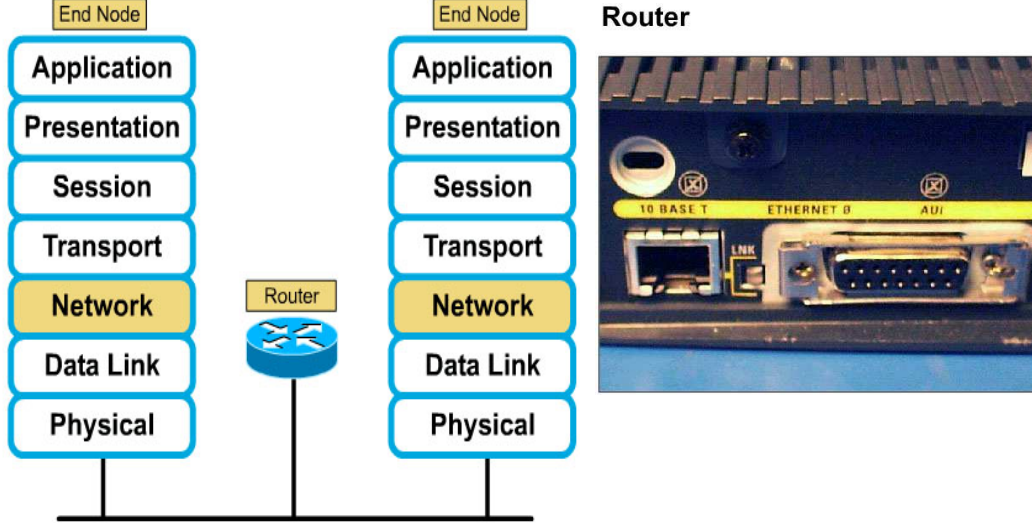 End Node
Application
Presentation
Session
Transport
Network
Data Link
Physical
Router
End Node
Application
Presentation
Session
Transport
Network
Data Link
Physical
Router
10 BASE T
ETHERNET 0
AUI
LNK